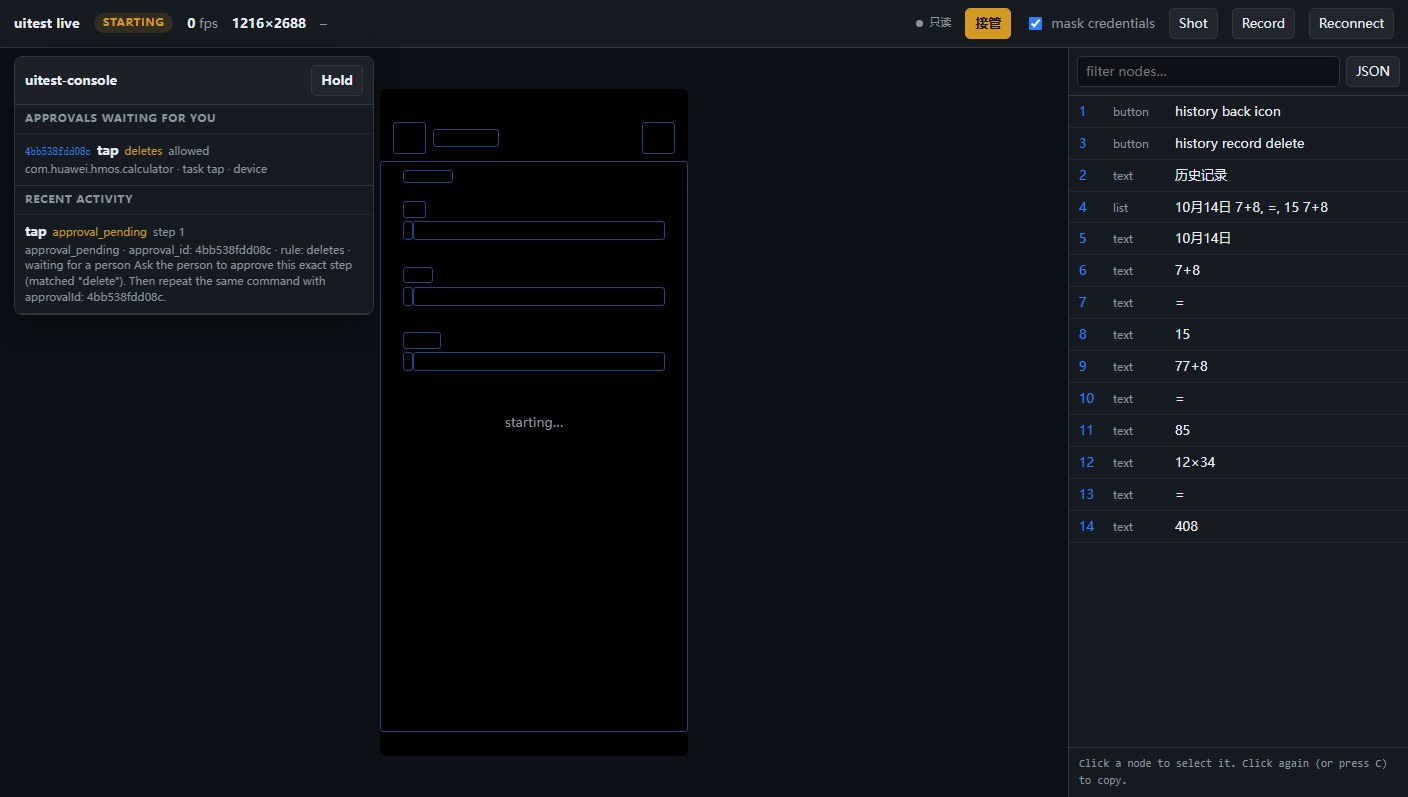 uitest live STARTING 0 fps 1216×2688 – 只读 接管 mask credentials Shot Record Reconnect
uitest-console Hold
APPROVALS WAITING FOR YOU
4bb538fdd08c tap deletes allowed
com.huawei.hmos.calculator · task tap · device
RECENT ACTIVITY
tap approval_pending step 1
approval_pending · approval_id: 4bb538fdd08c · rule: deletes ·
waiting for a person Ask the person to approve this exact step
(matched "delete"). Then repeat the same command with
approvalId: 4bb538fdd08c.
starting...
filter nodes... JSON
1 button history back icon
3 button history record delete
2 text 历史记录
4 list 10月14日 7+8, =, 15 7+8
5 text 10月14日
6 text 7+8
7 text =
8 text 15
9 text 77+8
10 text =
11 text 85
12 text 12×34
13 text =
14 text 408
Click a node to select it. Click again (or press C)
to copy.